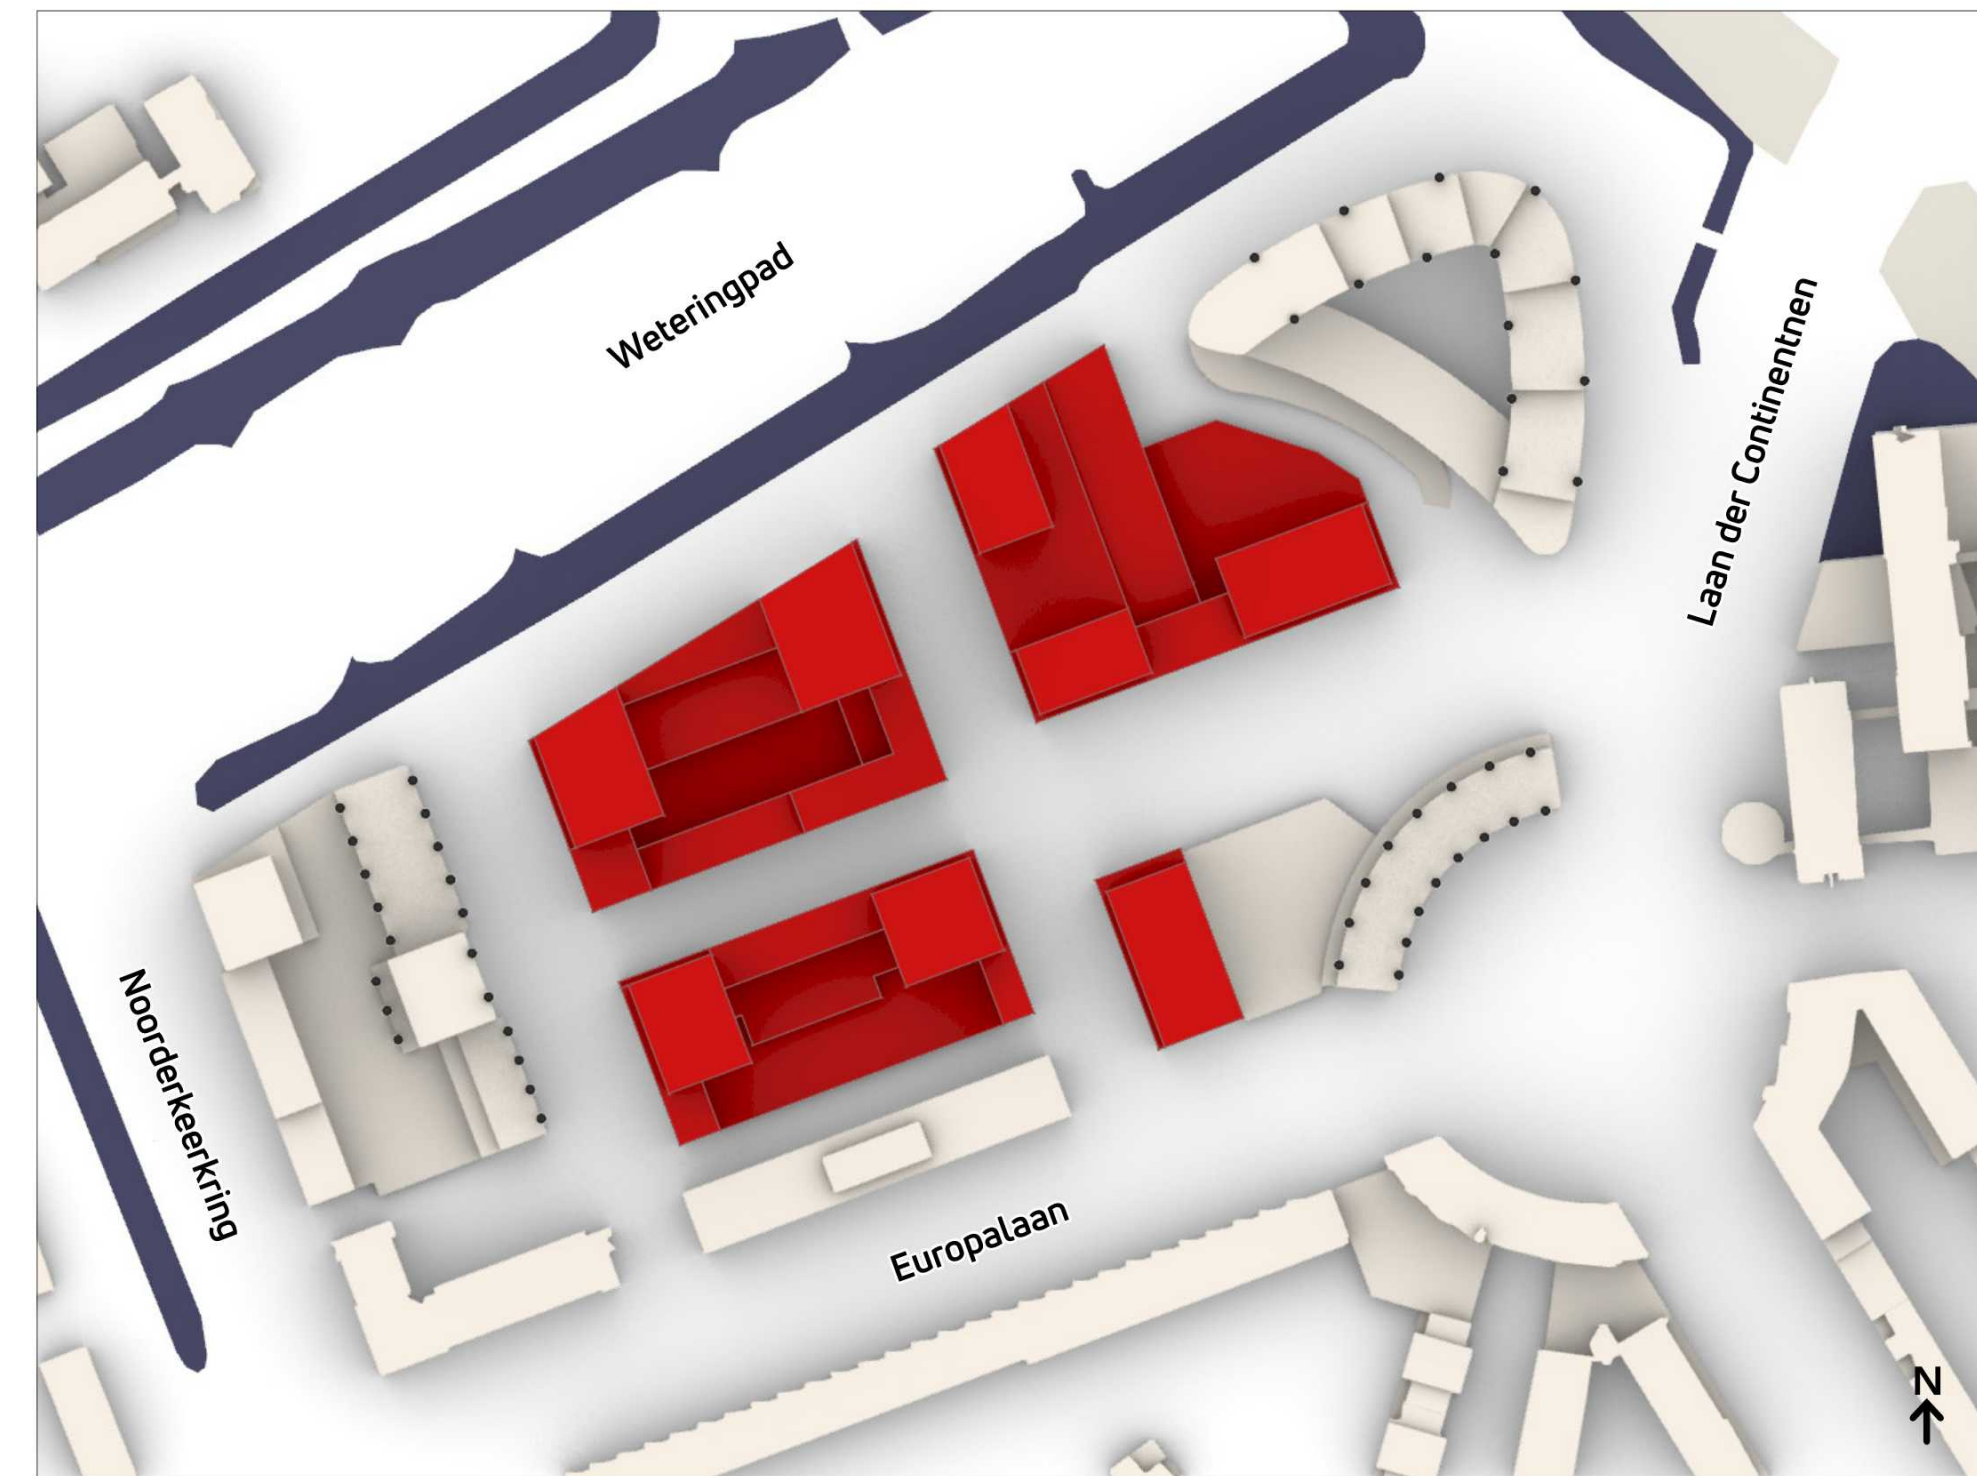 Weteringpad
Laan der Continentnen
Noorderkeerkring
Europalaan
N